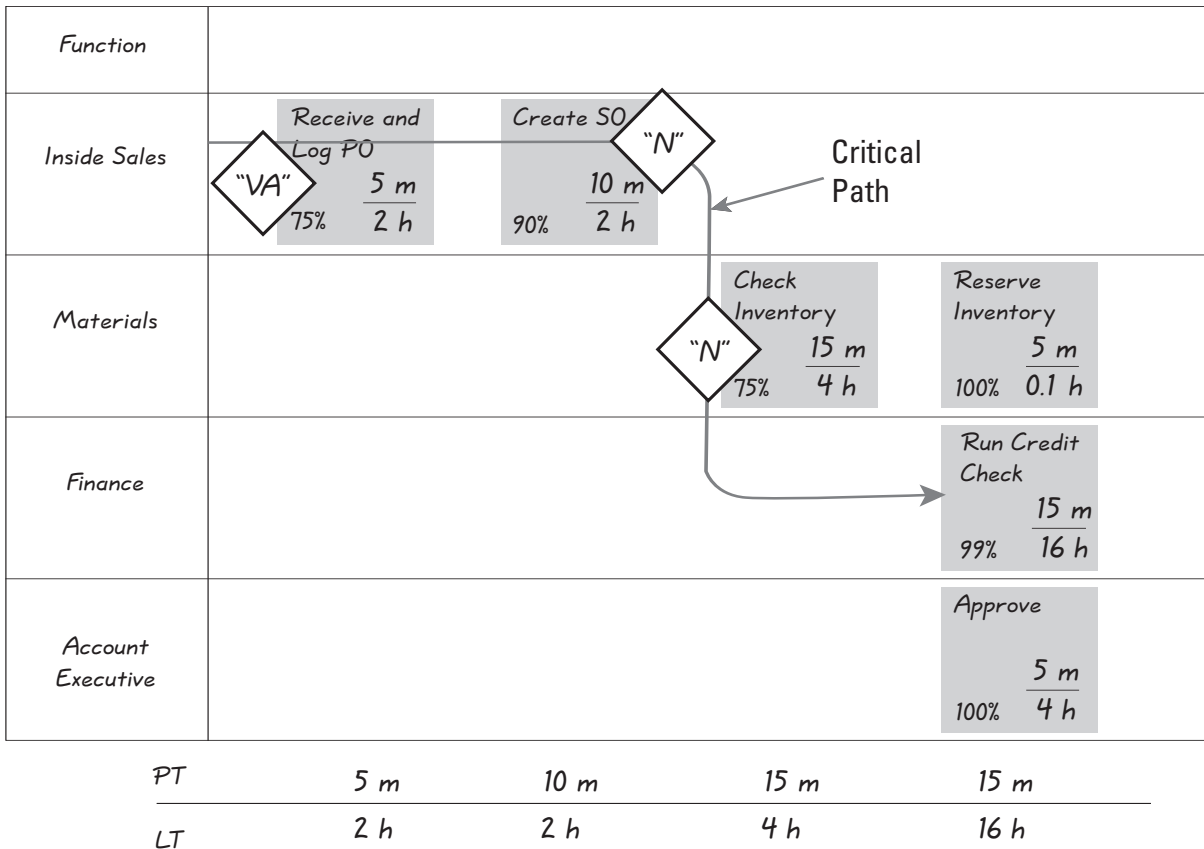 Function
Inside Sales
"VA"
Receive and
Log PO
75%
5 m
2 h
Create SO
90%
10 m
2 h
"N"
Critical
Path
Materials
"N"
Check
Inventory
75%
15 m
4 h
Reserve
Inventory
100%
5 m
0.1 h
Finance
Run Credit
Check
99%
15 m
16 h
Account
Executive
Approve
100%
5 m
4 h
PT 5 m 10 m 15 m 15 m
LT 2 h 2 h 4 h 16 h